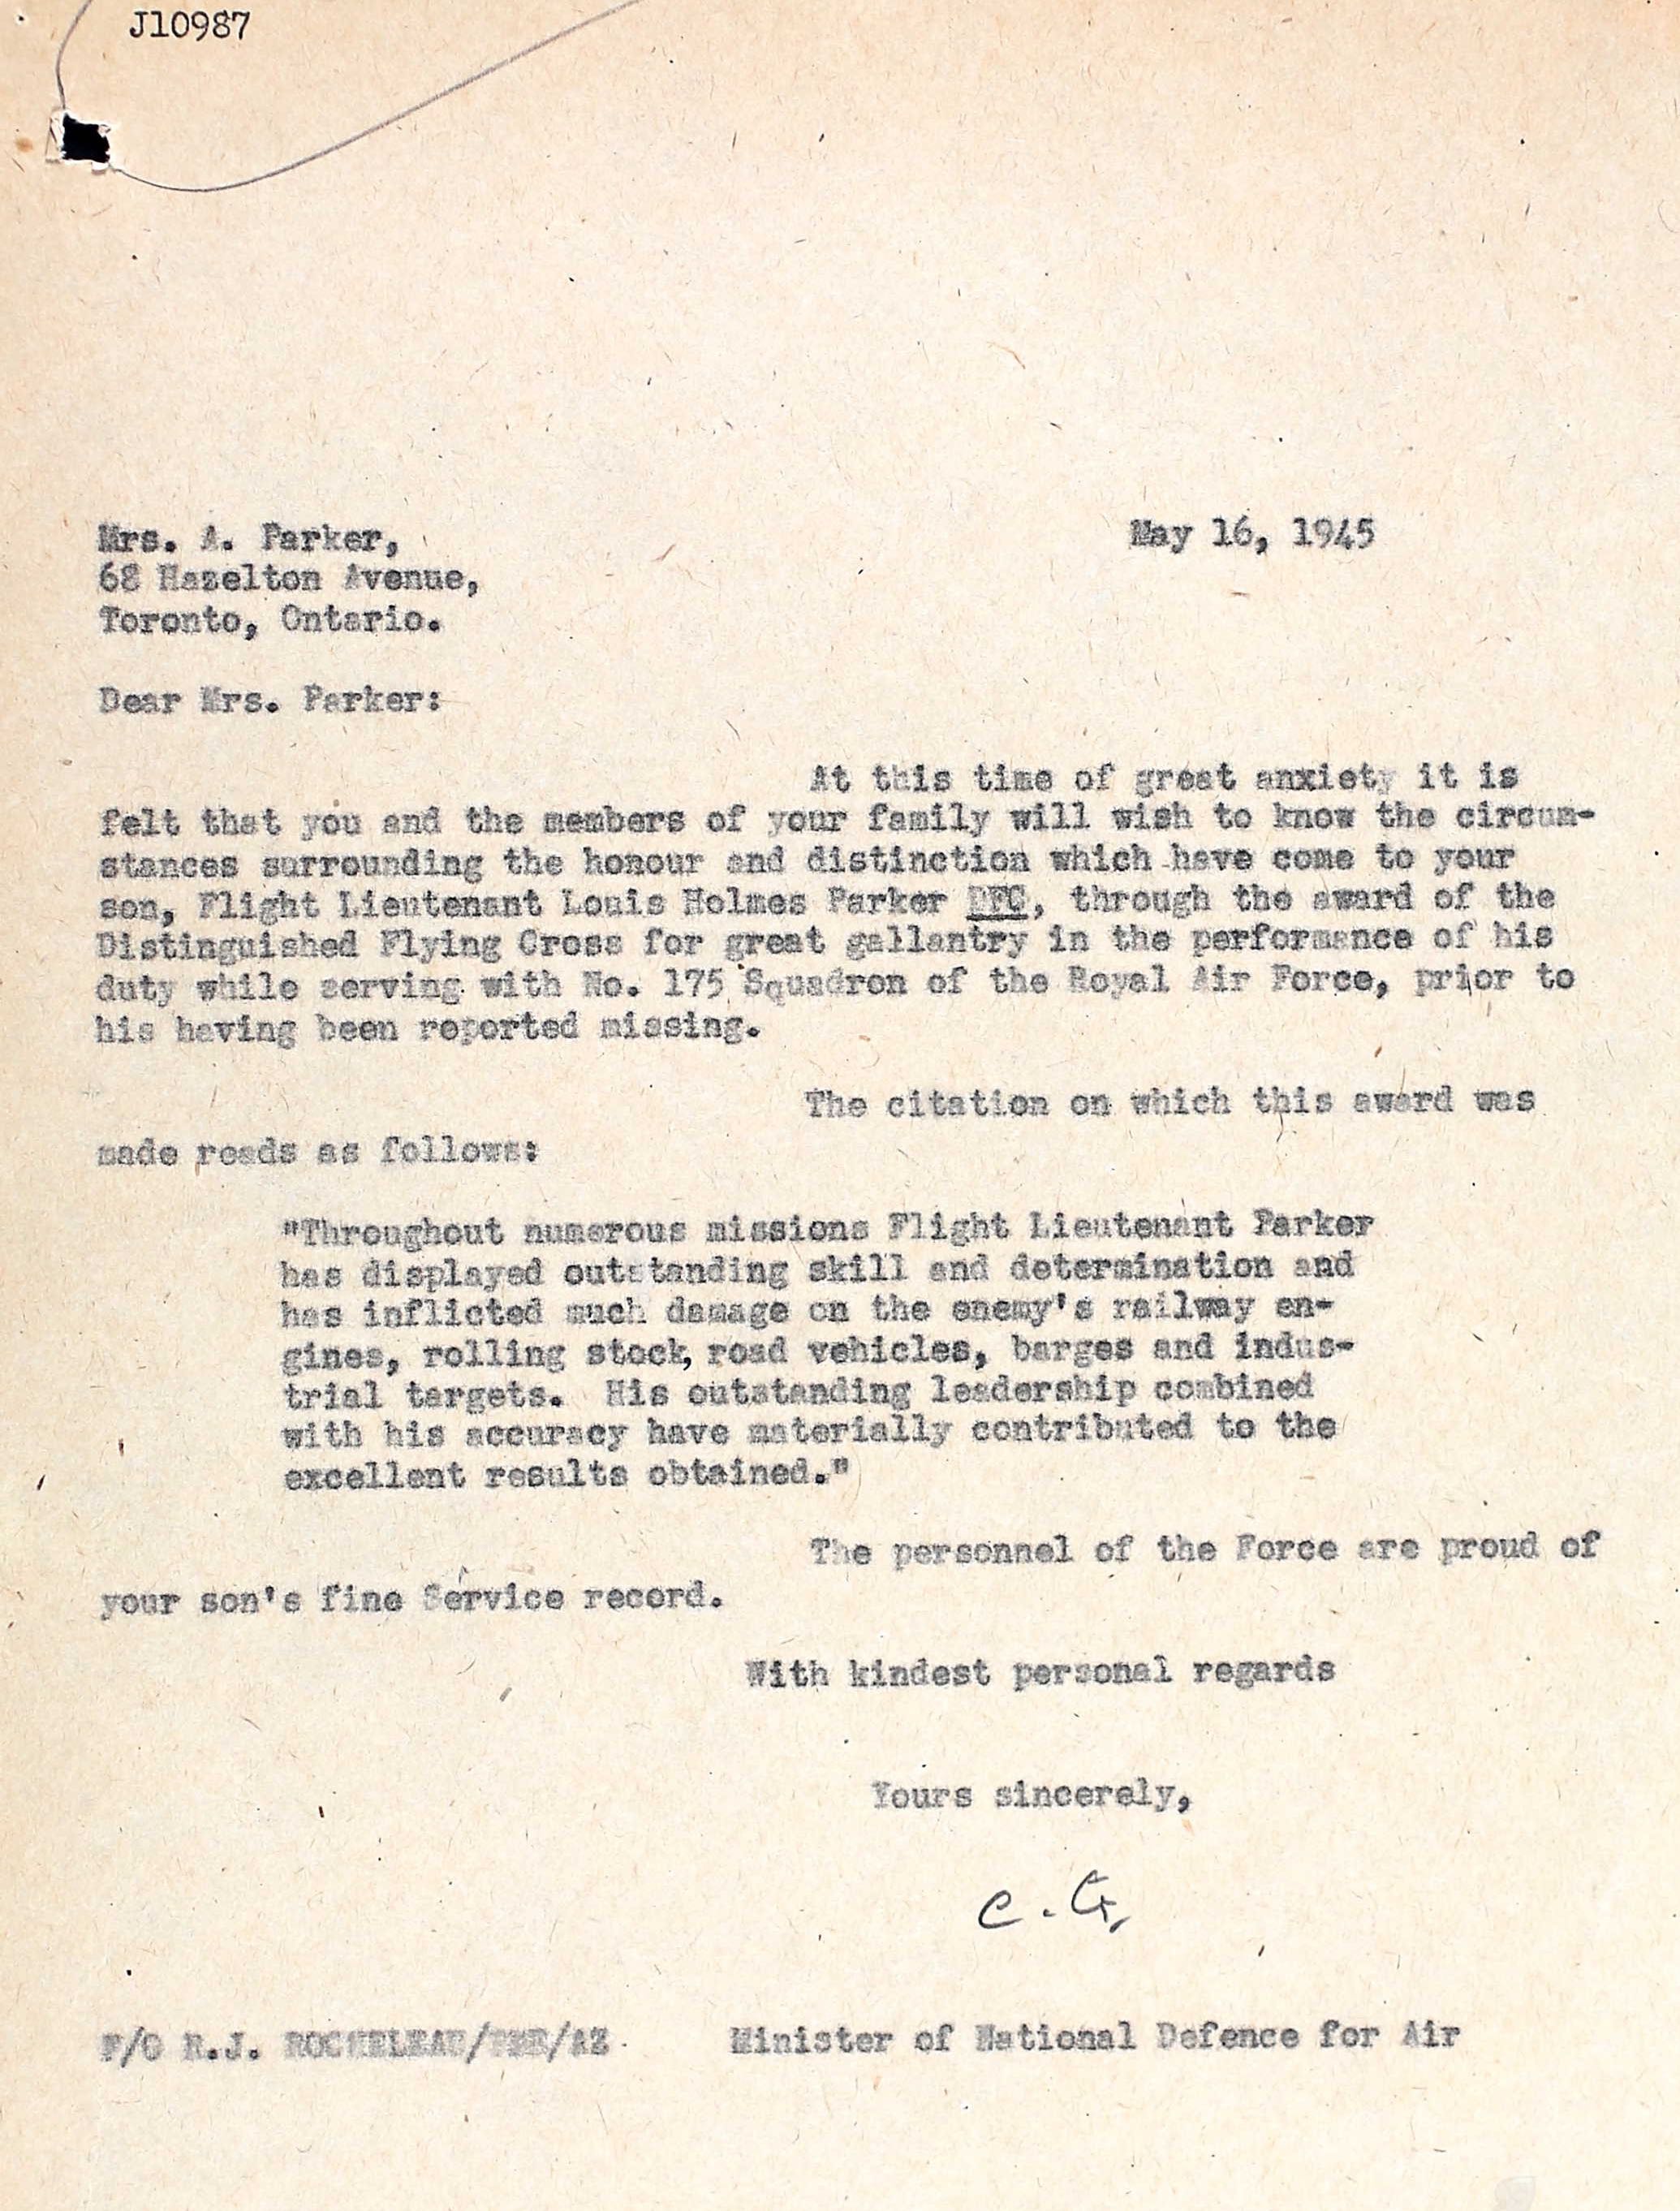 J10987
Mrs. A. Parker,
May 16, 1945
68 Hazelton Avenue,
Toronto, Ontario.
Dear Mrs. Parker:
At this time of great anxiety it is
felt that you and the members of your family will wish to know the circum-
stances surrounding the honour and distinction which have come to your
son, Flight Lieutenant Louis Holmes Parker DFC, through the award of the
Distinguished Flying Cross for great gallantry in the performance of his
duty while serving with No. 175 Squadron of the Royal Air Force, prior to
his having been reported missing.
The citation on which this award was
made reads as follows:
"Throughout numerous missions Flight Lieutenant Parker
has displayed outstanding skill and determination and
has inflicted much damage on the enemy's railway en-
gines, rolling stock, road vehicles, barges and indus-
trial targets. His outstanding leadership combined
with his accuracy have materially contributed to the
excellent results obtained."
The personnel of the Force are proud of
your son's fine Service record.
With kindest personal regards
Yours sincerely,
C. G.
F/O R.J. ROCHELEAU/
Minister of National Defence for Air